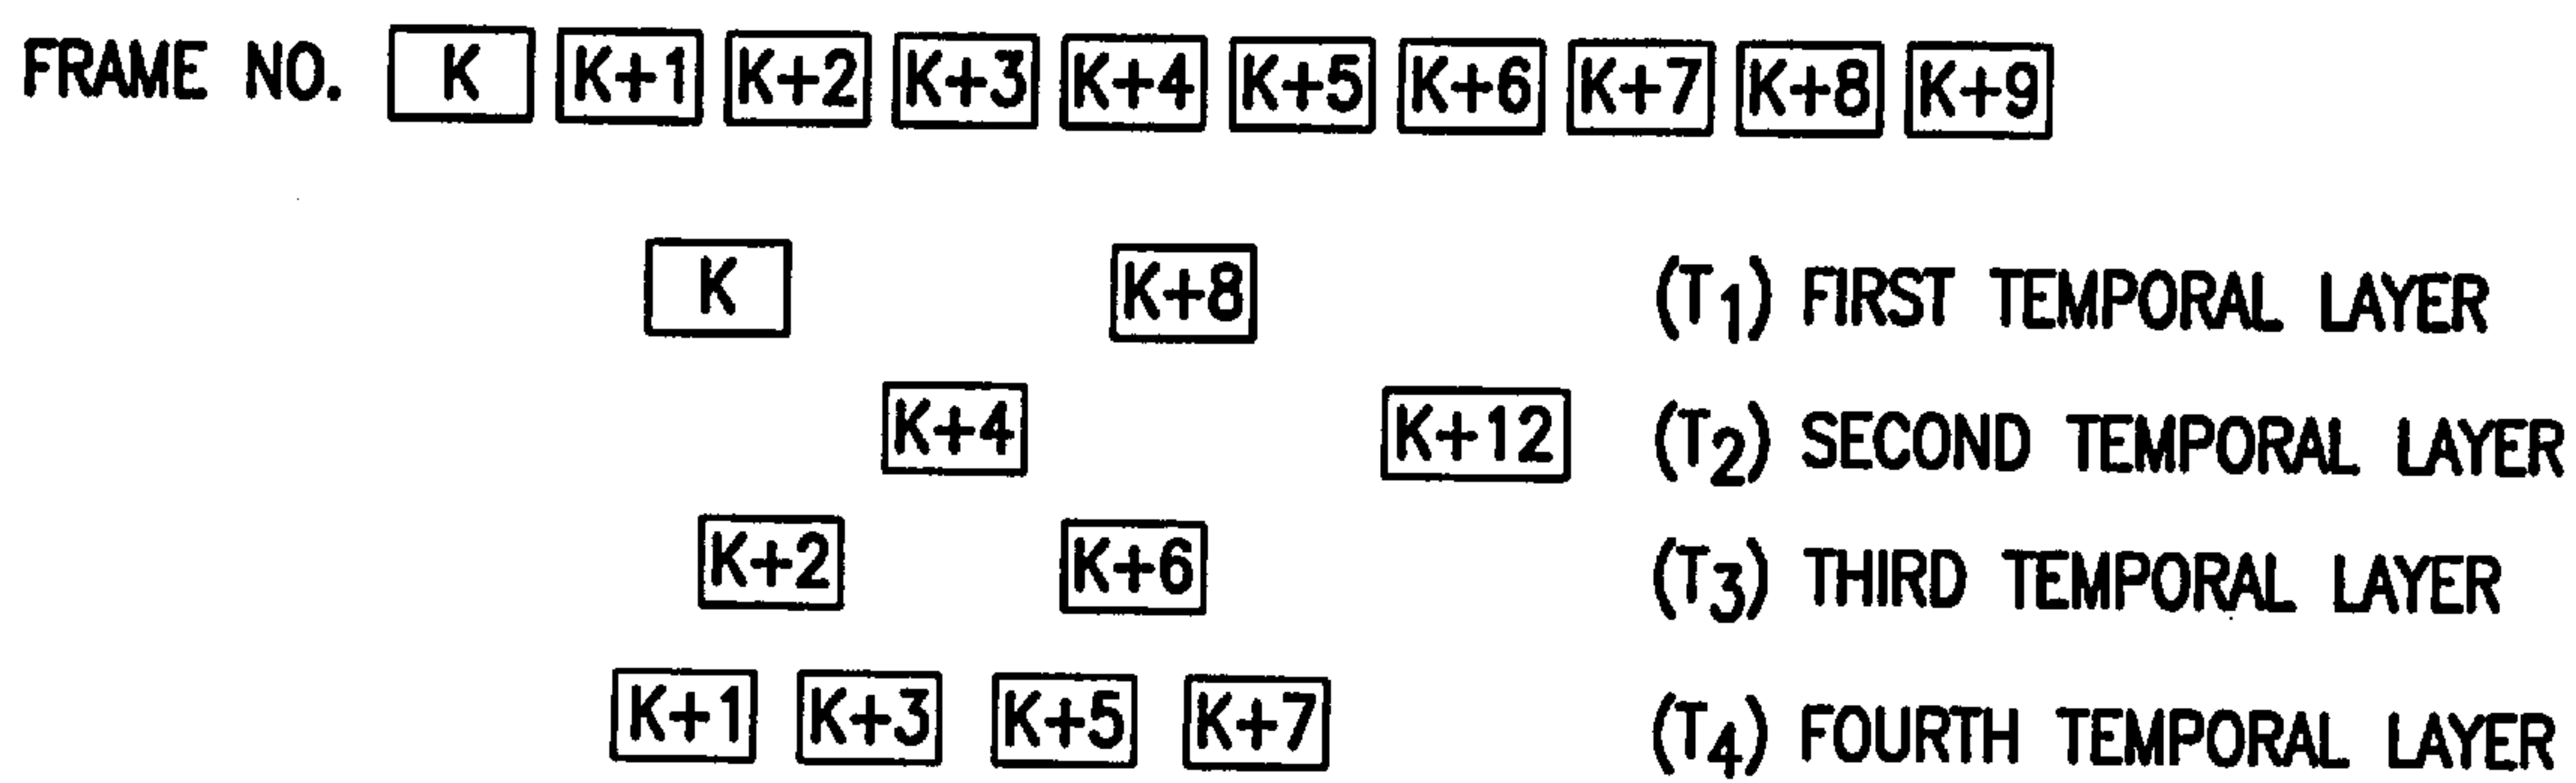 FRAME NO. K K+1 K+2 K+3 K+4 K+5 K+6 K+7 K+8 K+9
K K+8 (T1) FIRST TEMPORAL LAYER
K+4 K+12 (T2) SECOND TEMPORAL LAYER
K+2 K+6 (T3) THIRD TEMPORAL LAYER
K+1 K+3 K+5 K+7 (T4) FOURTH TEMPORAL LAYER